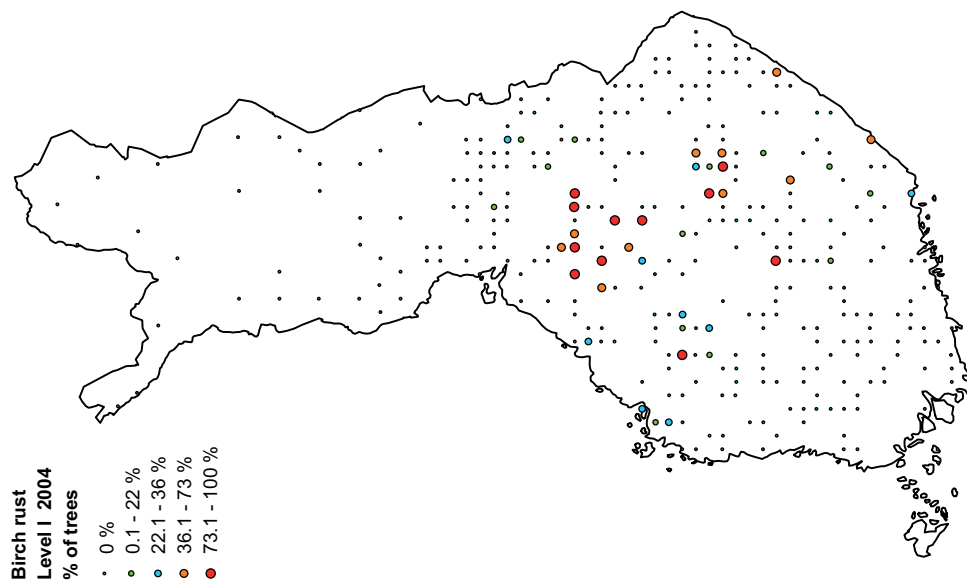 Birch rust
Level I 2004
% of trees
0 %
0.1 - 22 %
22.1 - 36 %
36.1 - 73 %
73.1 - 100 %